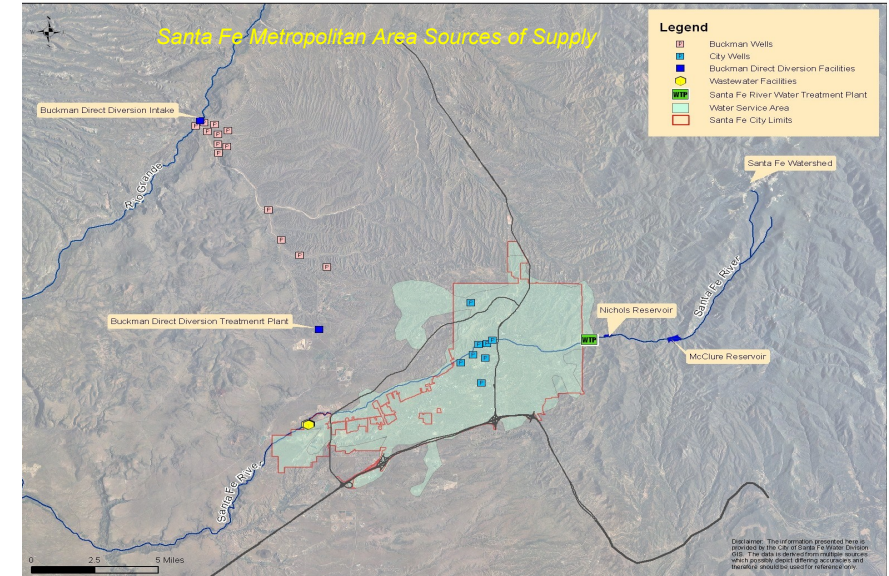 Santa Fe Metropolitan Area Sources of Supply
Legend
Buckman Wells
City Wells
Buckman Direct Diversion Facilities
Wastewater Facilities
WTP Santa Fe River Water Treatment Plant
Water Service Area
Santa Fe City Limits
Buckman Direct Diversion Intake
Rio Grande
Santa Fe Watershed
Santa Fe River
Nichols Reservoir
Buckman Direct Diversion Treatmenrt Plant
WTP
McClure Reservoir
Santa Fe River
0 2.5 5 Miles
Disclaimer: The information presented here is
provided by the City of Santa Fe Water Division
GIS. The data is derived from multiple sources
which possibly depict differing accuracies and
therefore should be used for reference only.